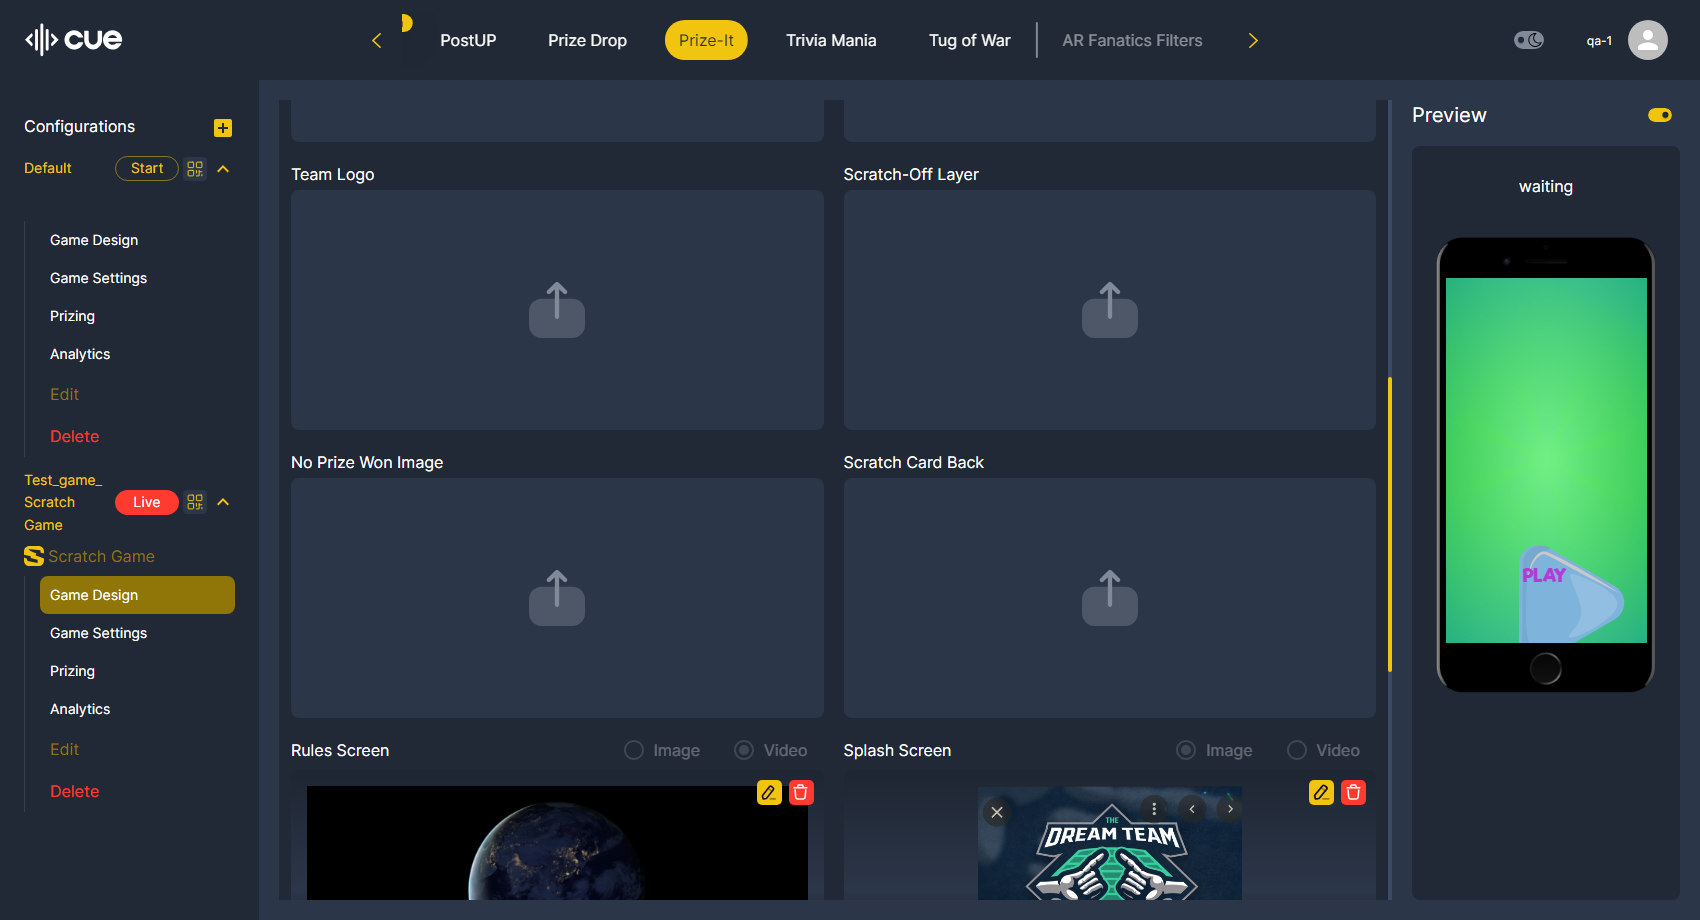 cue
PostUP
Prize Drop
Prize-It
Trivia Mania
Tug of War
AR Fanatics Filters
qa-1
Configurations
Default
Start
Game Design
Game Settings
Prizing
Analytics
Edit
Delete
Test_game_
Scratch
Game
Live
Scratch Game
Game Design
Game Settings
Prizing
Analytics
Edit
Delete
Team Logo
Scratch-Off Layer
No Prize Won Image
Scratch Card Back
Rules Screen
Image
Video
Splash Screen
Image
Video
THE
DREAM TEAM
Preview
waiting
PLAY